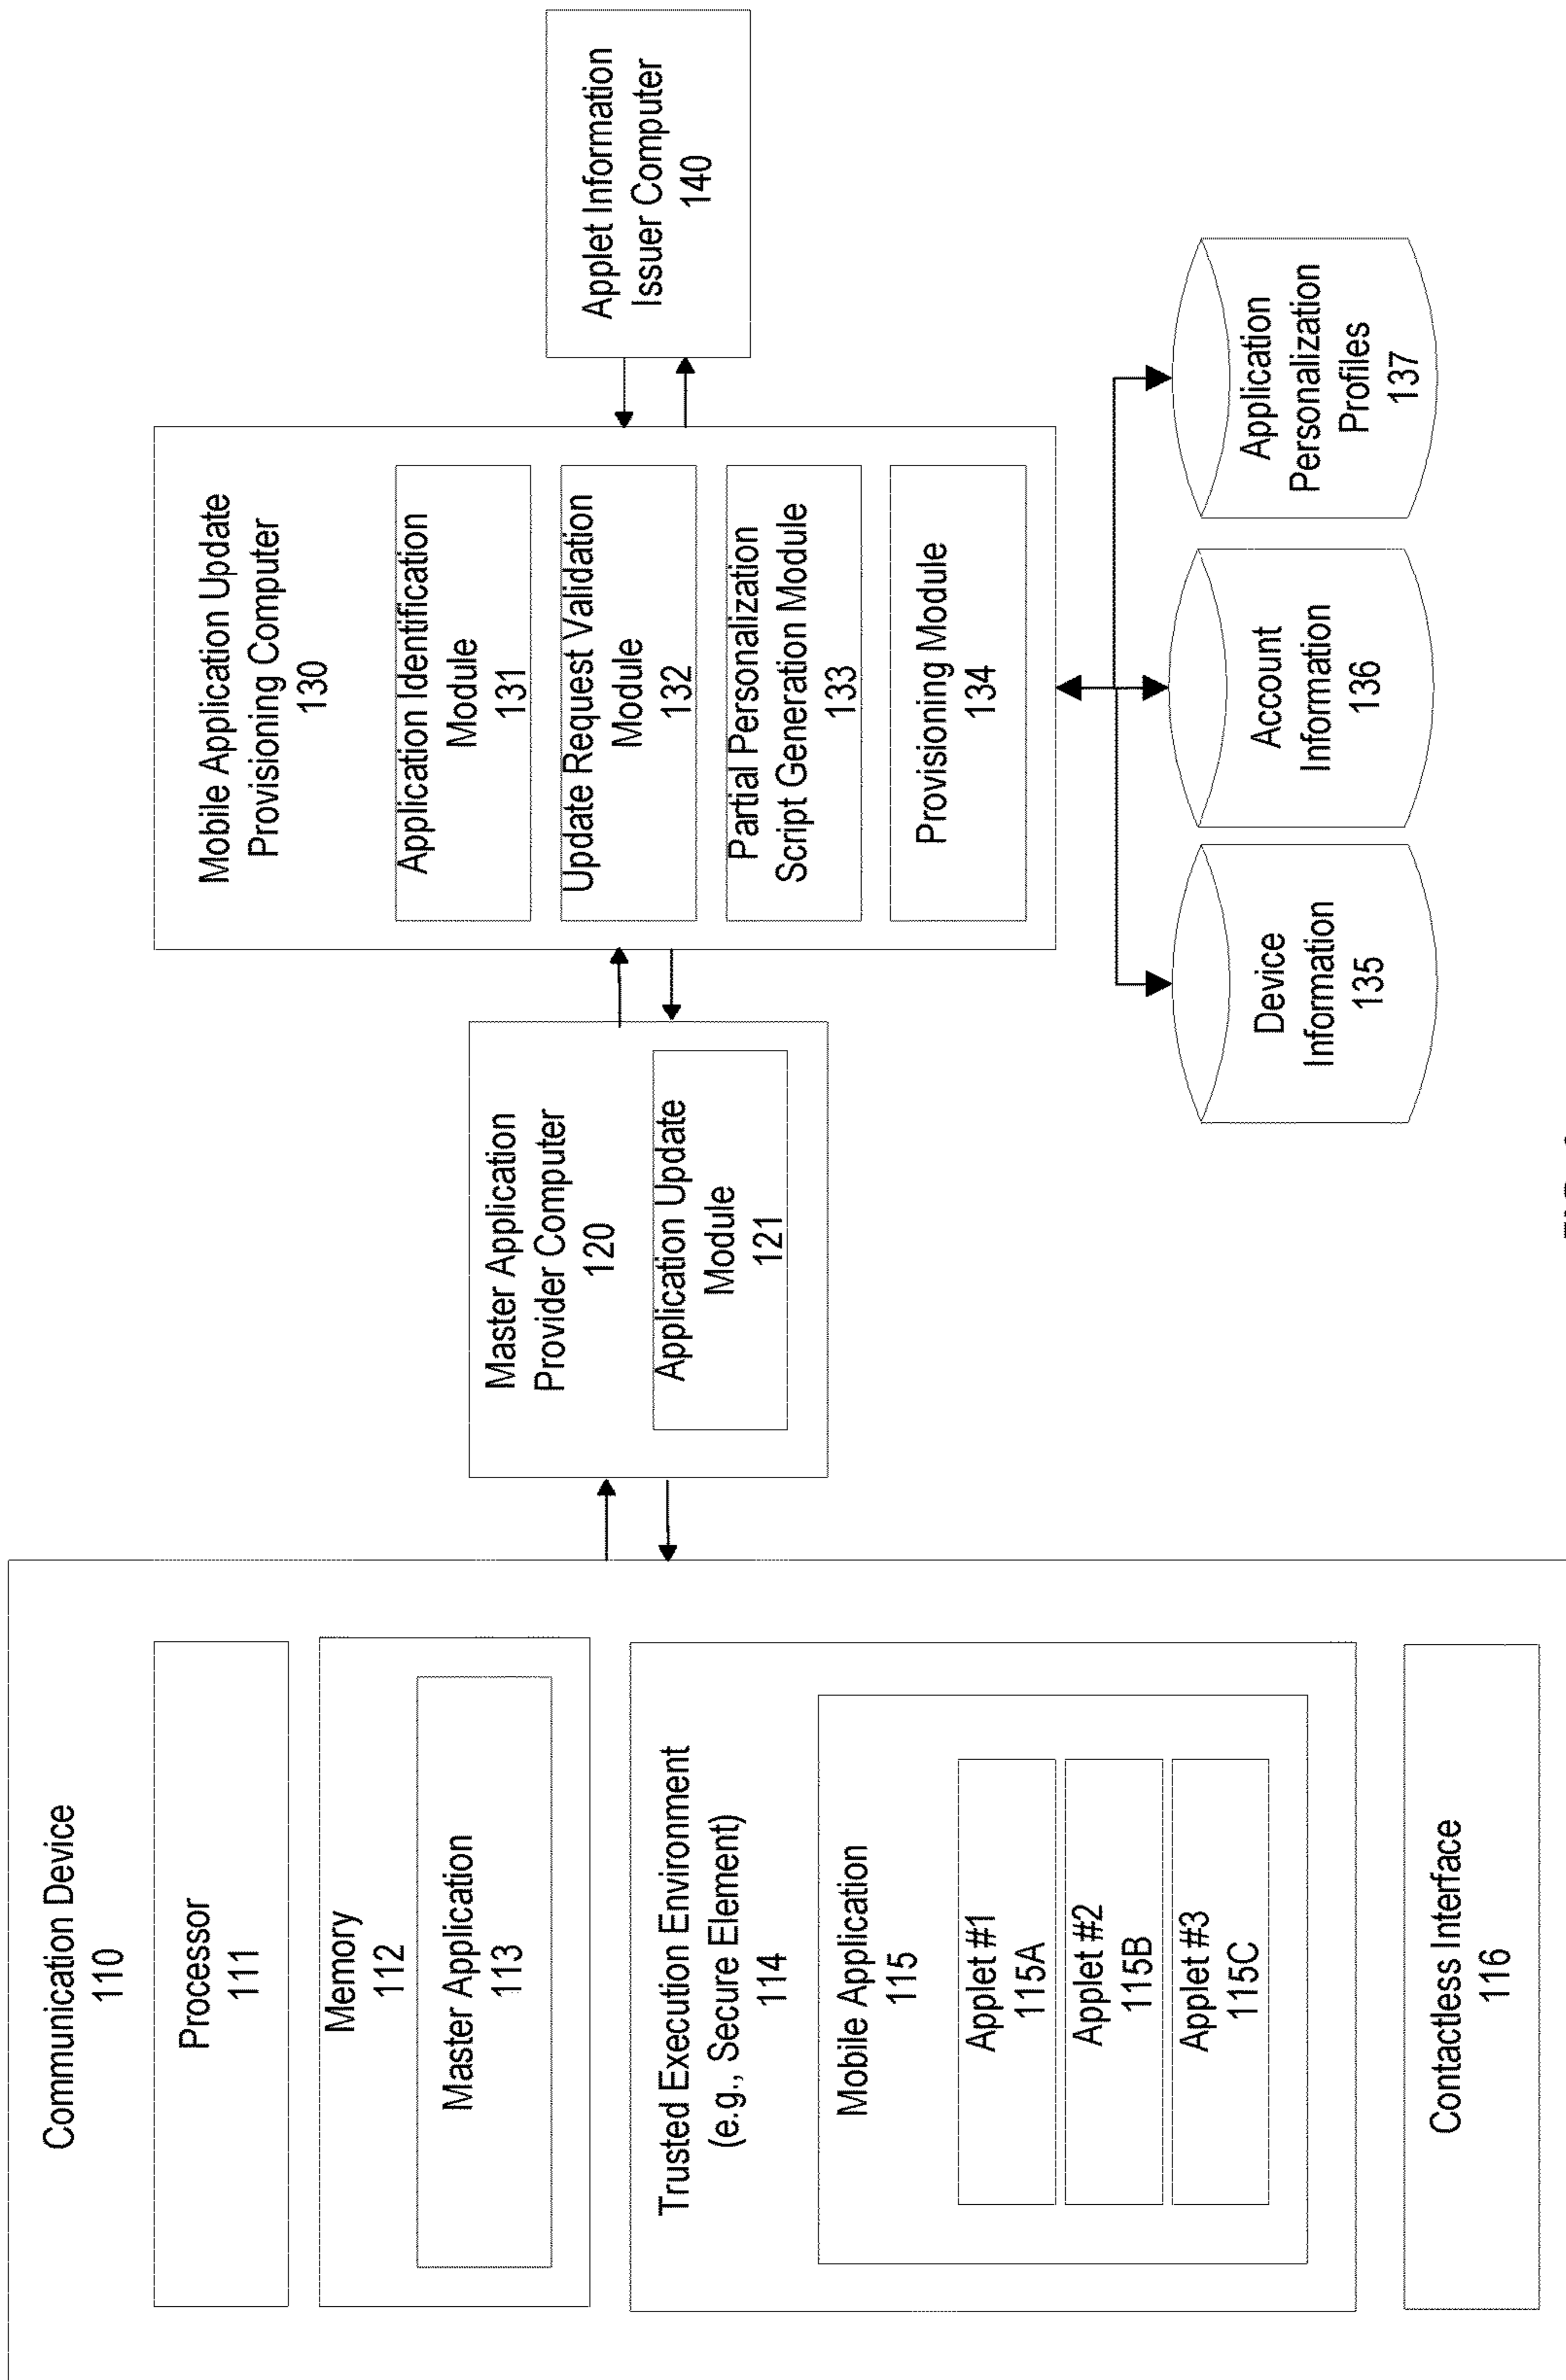 Communication Device
110
Processor
111
Memory
112
Master Application
113
Trusted Execution Environment
(e.g., Secure Element)
114
Mobile Application
115
Applet #1
115A
Applet #2
115B
Applet #3
115C
Contactless Interface
116
Master Application
Provider Computer
120
Application Update
Module
121
Mobile Application Update
Provisioning Computer
130
Application Identification
Module
131
Update Request Validation
Module
132
Partial Personalization
Script Generation Module
133
Provisioning Module
134
Applet Information
Issuer Computer
140
Device
Information
135
Account
Information
136
Application
Personalization
Profiles
137